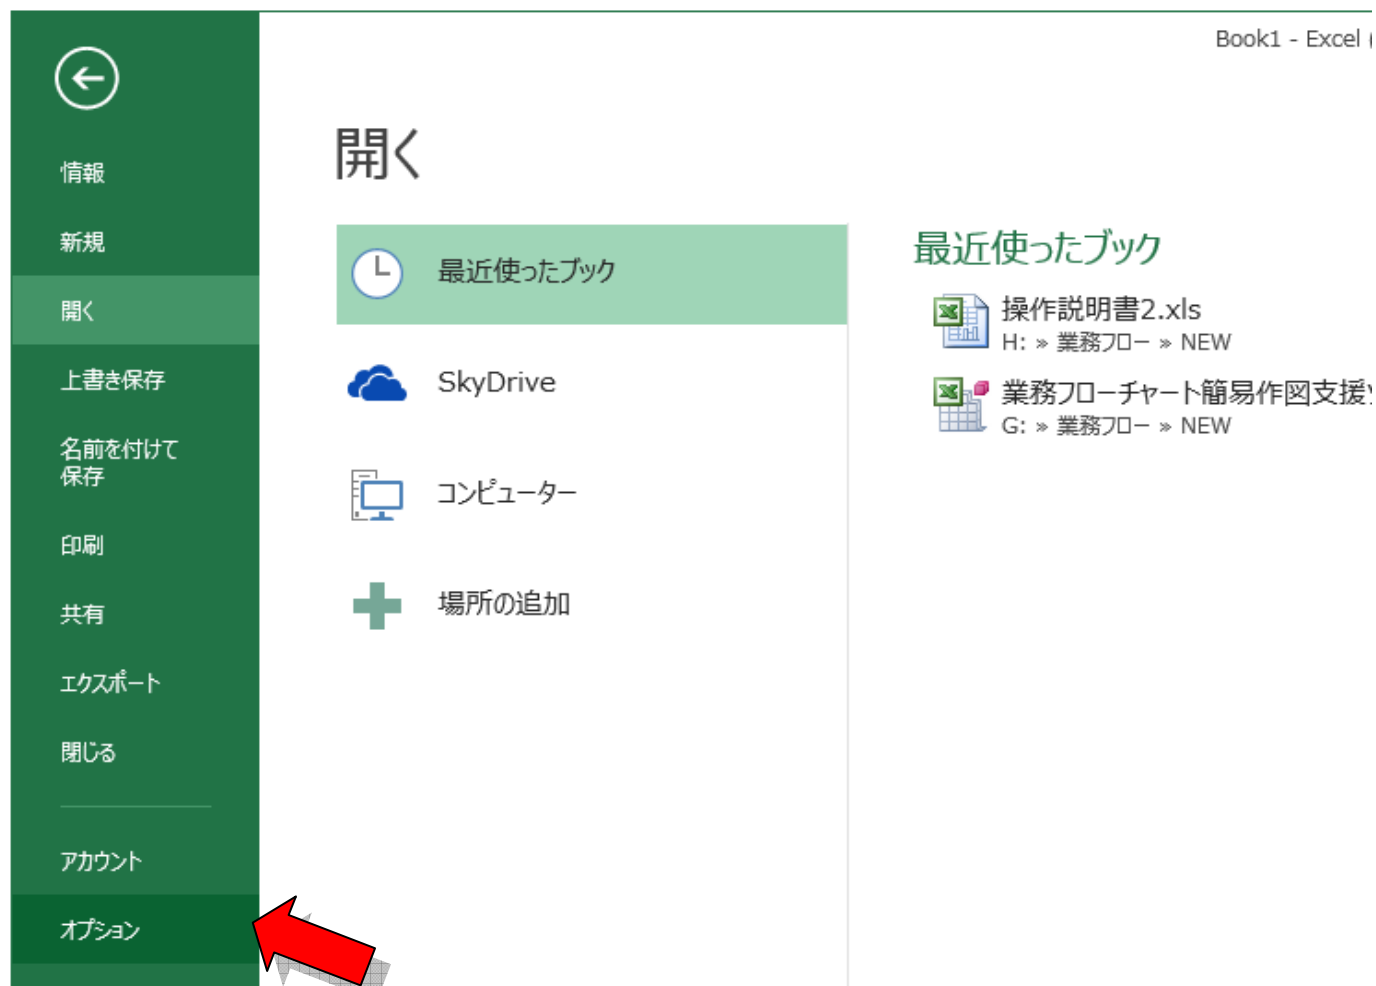 Book1 - Excel (
情報
新規
開く
上書き保存
名前を付けて
保存
印刷
共有
エクスポート
閉じる
アカウント
オプション
開く
最近使ったブック
SkyDrive
コンピューター
場所の追加
最近使ったブック
操作説明書2.xls
H: » 業務フロー » NEW
業務フローチャート簡易作図支援
G: » 業務フロー » NEW